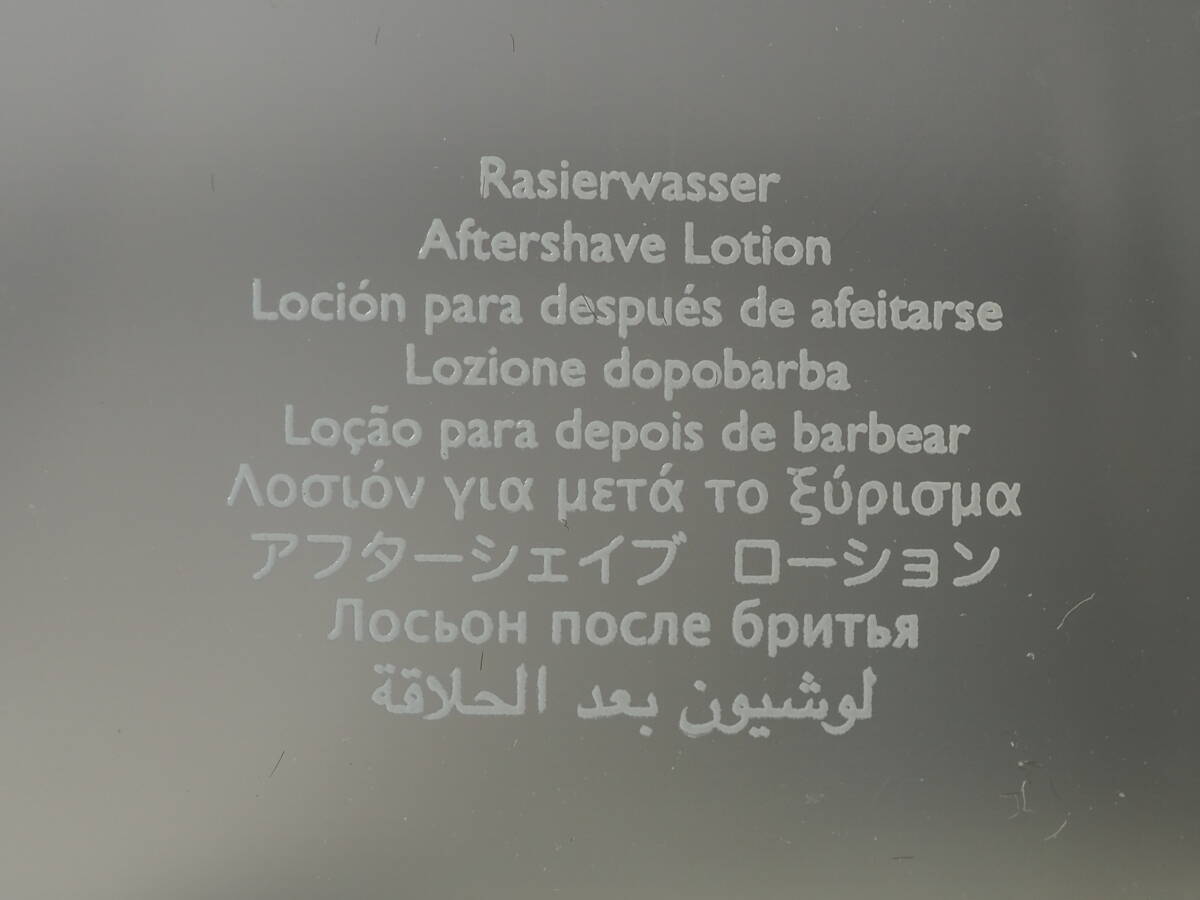 Rasierwasser
Aftershave Lotion
Loción para después de afeitarse
Lozione dopobarba
Loção para depois de barbear
Λοσιόν για μετά το ξύρισμα
アフターシェイブ ローション
Лосьон после бритья
لوشيون بعد الحلاقة